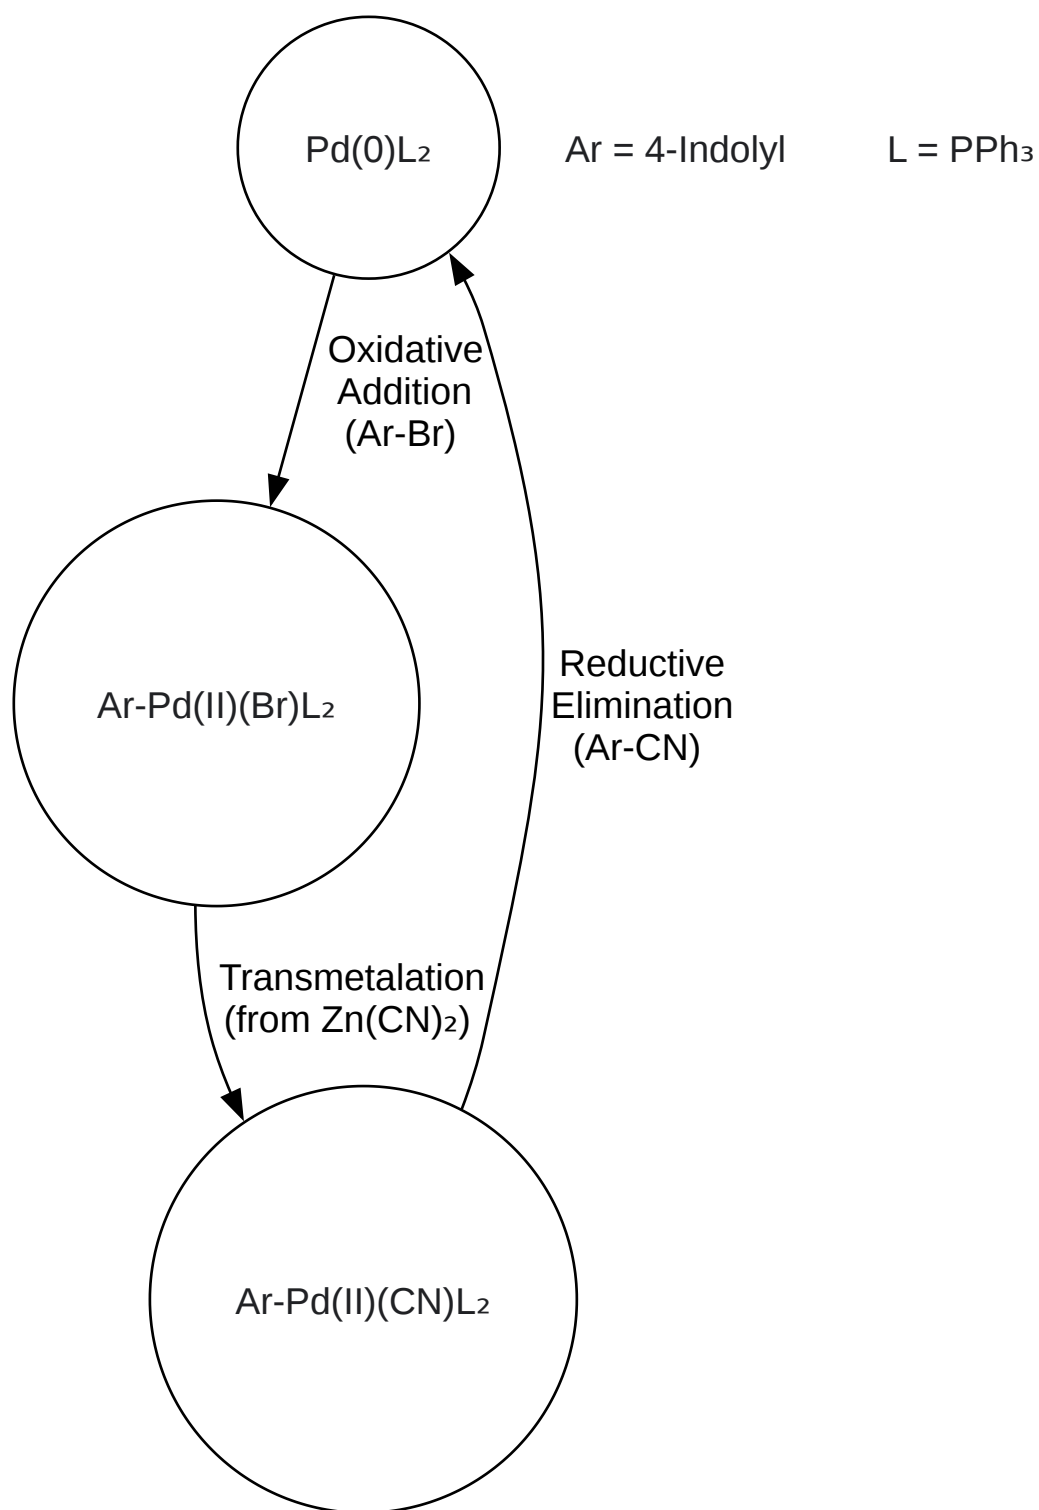 Pd(0)L₂
Ar = 4-Indolyl
L = PPh₃
Oxidative
Addition
(Ar-Br)
Ar-Pd(II)(Br)L₂
Reductive
Elimination
(Ar-CN)
Transmetalation
(from Zn(CN)₂)
Ar-Pd(II)(CN)L₂